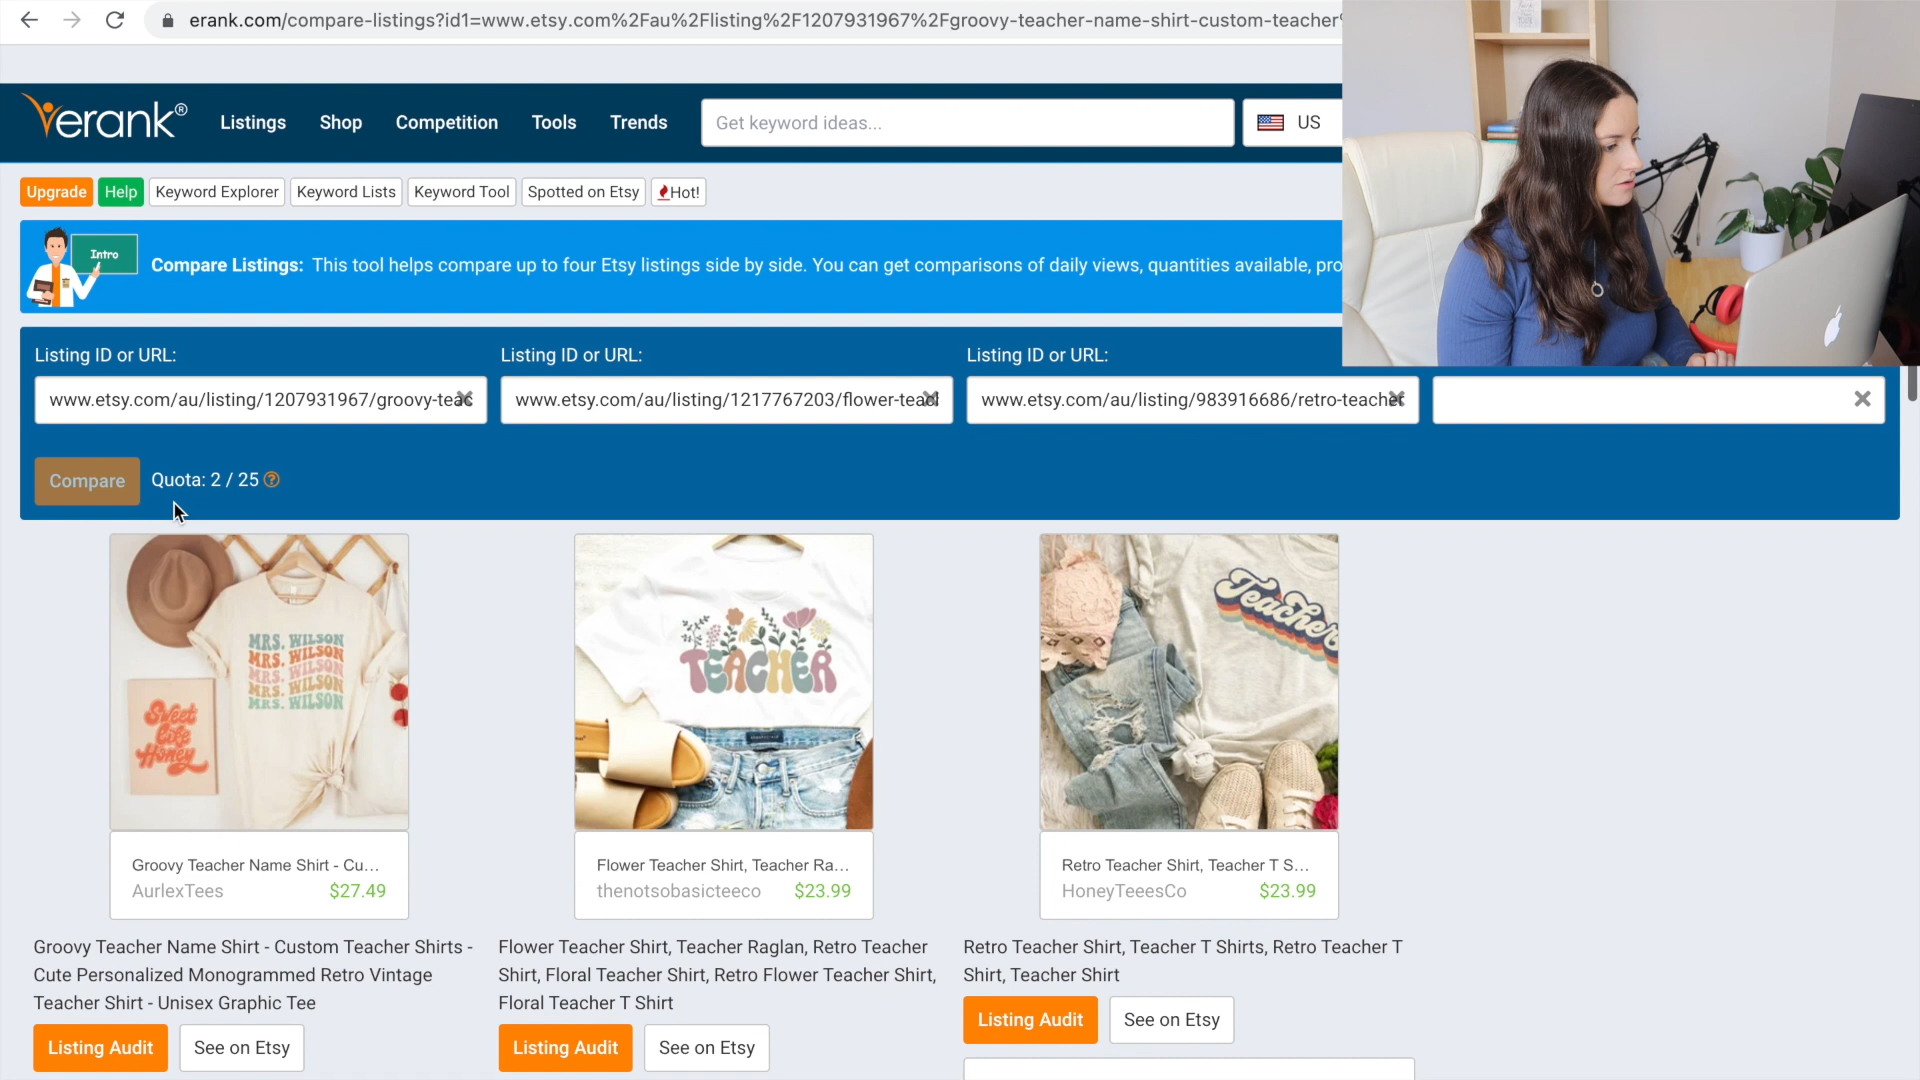 erank.com/compare-listings?id1=www.etsy.com%2Fau%2Flisting%2F1207931967%2Fgroovy-teacher-name-shirt-custom-teacher
erank®
Listings
Shop
Competition
Tools
Trends
Get keyword ideas...
US
Upgrade
Help
Keyword Explorer
Keyword Lists
Keyword Tool
Spotted on Etsy
Hot!
Intro
Compare Listings: This tool helps compare up to four Etsy listings side by side. You can get comparisons of daily views, quantities available, pro
Listing ID or URL:
Listing ID or URL:
Listing ID or URL:
www.etsy.com/au/listing/1207931967/groovy-teac
www.etsy.com/au/listing/1217767203/flower-teach
www.etsy.com/au/listing/983916686/retro-teacher
Compare
Quota: 2 / 25
MRS. WILSON
MRS. WILSON
MRS. WILSON
MRS. WILSON
MRS. WILSON
Sweet
Like
Honey
TEACHER
Teacher
Groovy Teacher Name Shirt - Cu...
AurlexTees
$27.49
Flower Teacher Shirt, Teacher Ra...
thenotsobasicteeco
$23.99
Retro Teacher Shirt, Teacher T S...
HoneyTeeesCo
$23.99
Groovy Teacher Name Shirt - Custom Teacher Shirts -
Cute Personalized Monogrammed Retro Vintage
Teacher Shirt - Unisex Graphic Tee
Flower Teacher Shirt, Teacher Raglan, Retro Teacher
Shirt, Floral Teacher Shirt, Retro Flower Teacher Shirt,
Floral Teacher T Shirt
Retro Teacher Shirt, Teacher T Shirts, Retro Teacher T
Shirt, Teacher Shirt
Listing Audit
See on Etsy
Listing Audit
See on Etsy
Listing Audit
See on Etsy